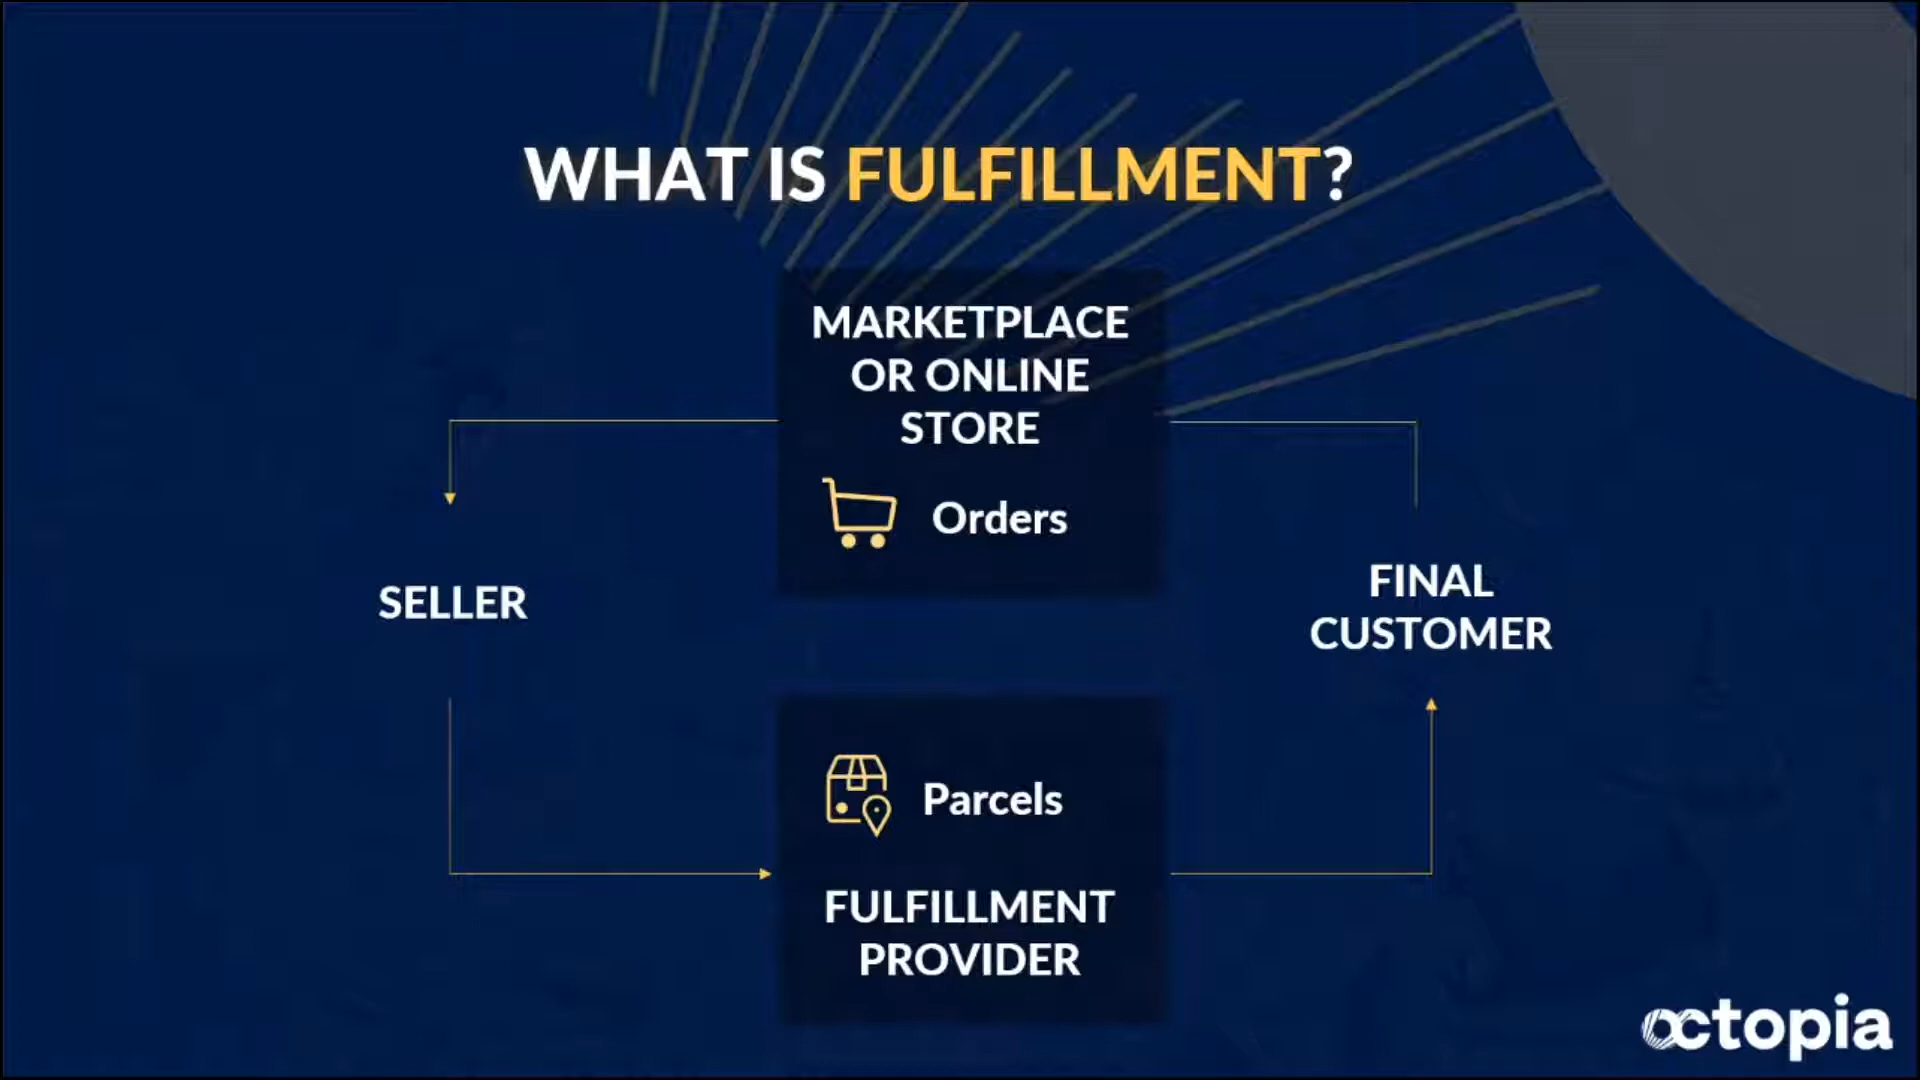 WHAT IS FULFILLMENT?
MARKETPLACE
OR ONLINE
STORE
Orders
SELLER
FINAL
CUSTOMER
Parcels
FULFILLMENT
PROVIDER
octopia